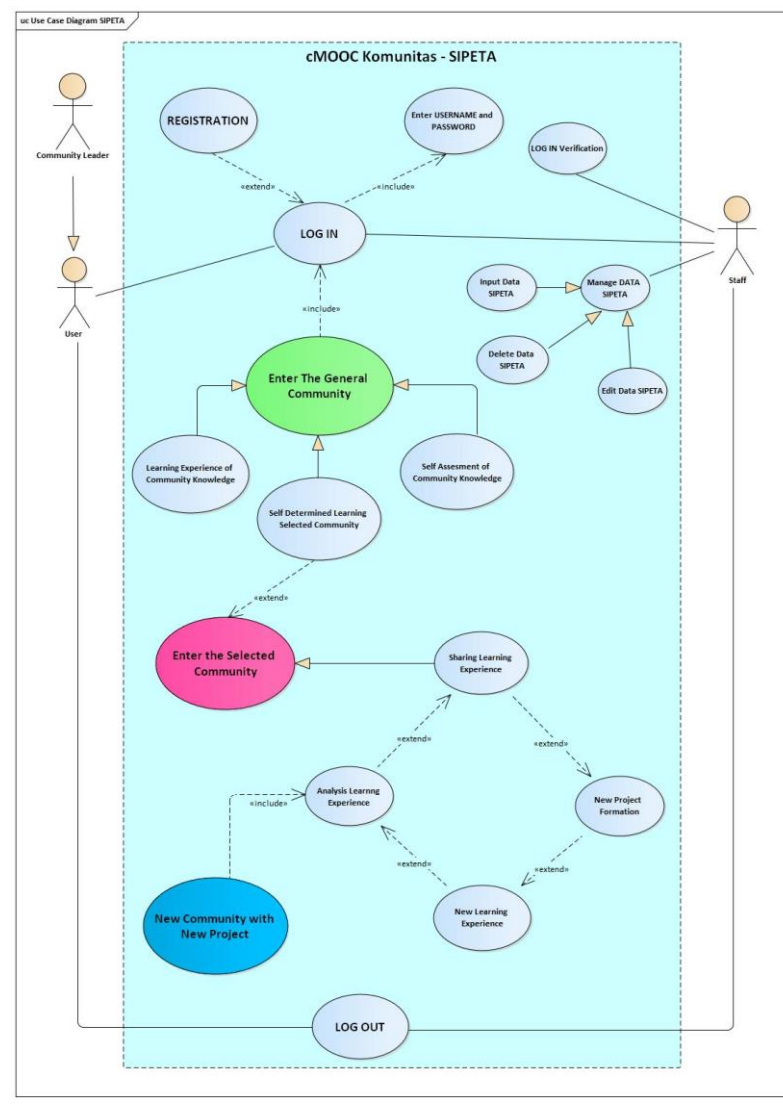 uc Use Case Diagram SIPETA
cMOOC Komunitas - SIPETA
Community Leader
REGISTRATION
Enter USERNAME and
PASSWORD
LOG IN Verification
«extend»
«include»
LOG IN
User
Staff
Input Data
SIPETA
Manage DATA
SIPETA
«include»
Delete Data
SIPETA
Edit Data SIPETA
Enter The General
Community
Learning Experience of
Community Knowledge
Self Assesment of
Community Knowledge
Self Determined Learning
Selected Community
«extend»
Enter the Selected
Community
Sharing Learning
Experience
«extend»
«extend»
Analysis Learnng
Experience
«include»
New Project
Formation
«extend»
«extend»
New Community with
New Project
New Learning
Experience
LOG OUT